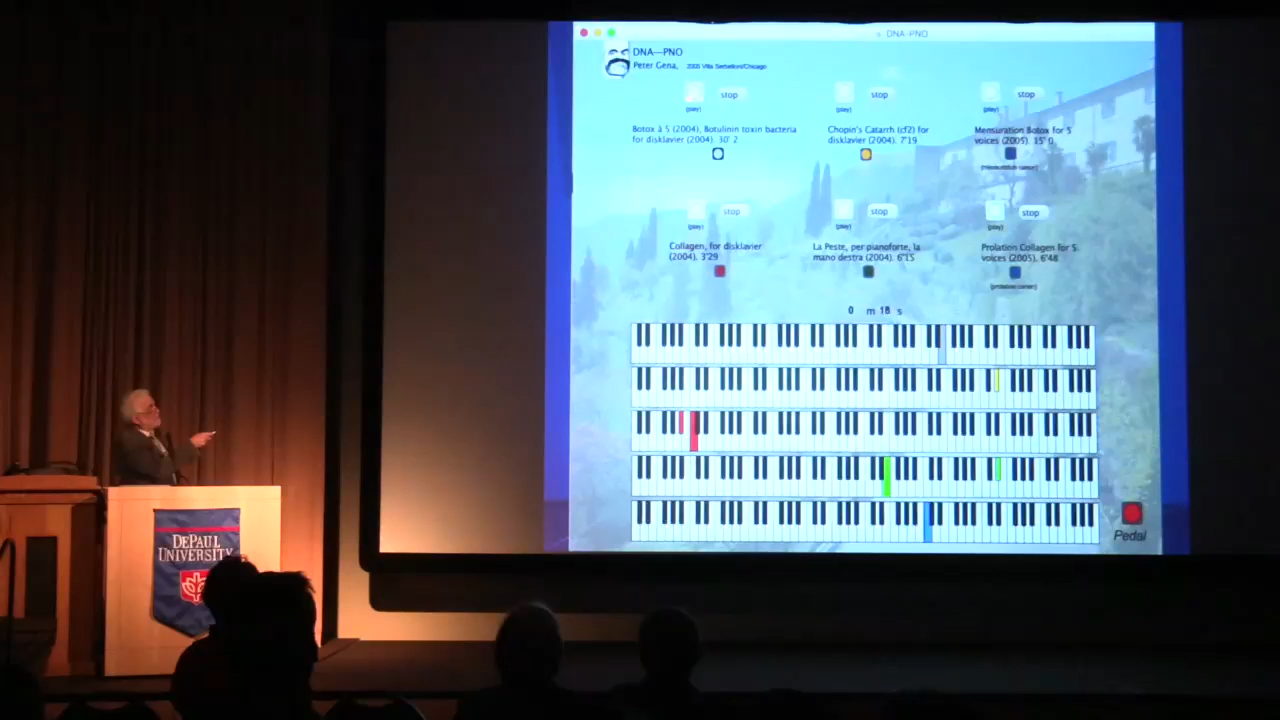 DNA-PNO
DNA—PNO
Peter Gena, 2005 Villa Serbelloni/Chicago
stop
stop
stop
(play)
(play)
(play)
Botox à 5 (2004), Botulinin toxin bacteria
for disklavier (2004). 30' 2
Chopin's Catarrh (cf2) for
disklavier (2004). 7'19
Mensuration Botox for 5
voices (2005). 15' 0
(mensuration canon)
stop
stop
stop
(play)
(play)
(play)
Collagen, for disklavier
(2004). 3'29
La Peste, per pianoforte, la
mano destra (2004). 6'15
Prolation Collagen for 5
voices (2005). 6'48
(prolation canon)
0 m 18 s
Pedal
DEPAUL
UNIVERSITY